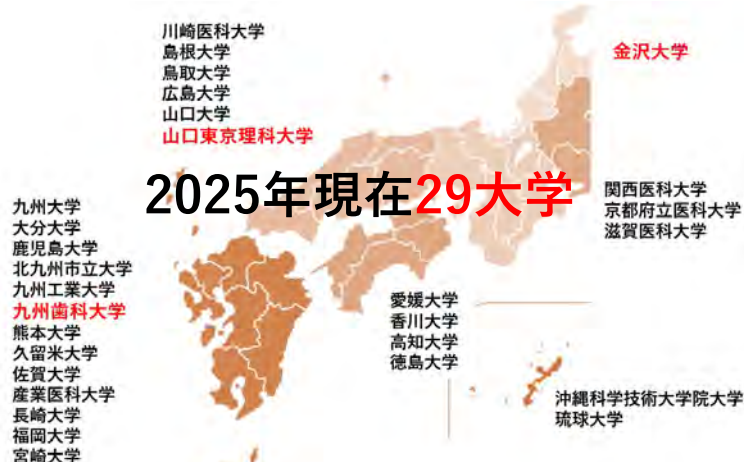 川崎医科大学
島根大学
鳥取大学
広島大学
山口大学
山口東京理科大学
金沢大学
2025年現在29大学
関西医科大学
京都府立医科大学
滋賀医科大学
九州大学
大分大学
鹿児島大学
北九州市立大学
九州工業大学
九州歯科大学
熊本大学
久留米大学
佐賀大学
産業医科大学
長崎大学
福岡大学
宮崎大学
愛媛大学
香川大学
高知大学
徳島大学
沖縄科学技術大学院大学
琉球大学